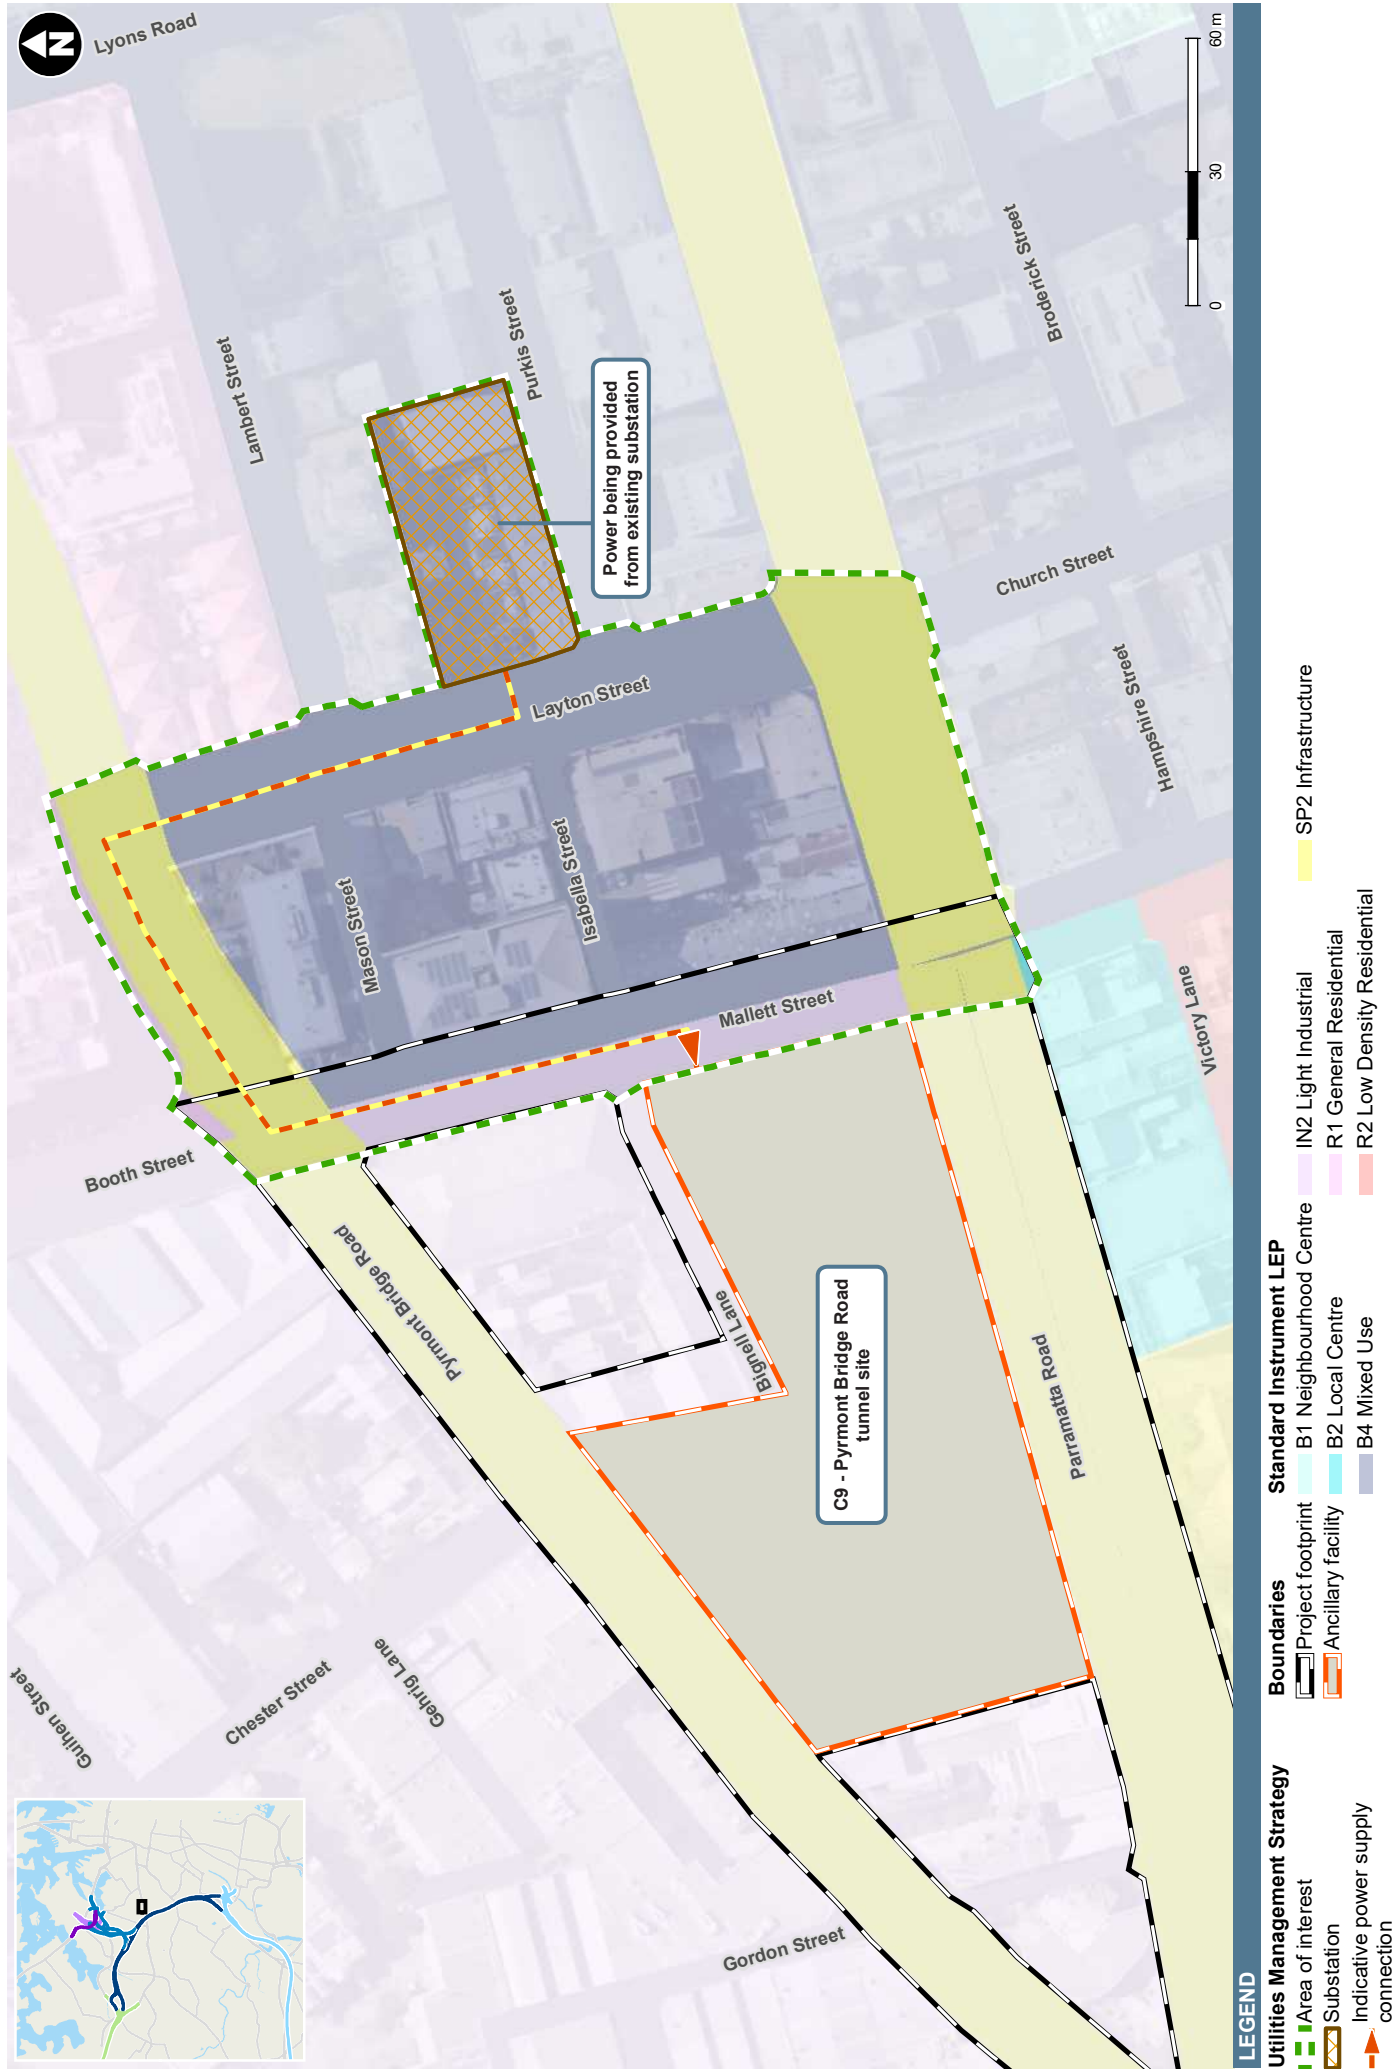 N
Lyons Road
Lambert Street
Purkis Street
Broderick Street
Church Street
Hampshire Street
Victory Lane
Power being provided
from existing substation
Layton Street
Mason Street
Isabella Street
Mallett Street
Booth Street
Pyrmont Bridge Road
Bignell Lane
C9 - Pyrmont Bridge Road
tunnel site
Parramatta Road
Guihen Street
Chester Street
Gehrig Lane
Gordon Street
0 30 60 m
LEGEND
Utilities Management Strategy
Area of interest
Substation
Indicative power supply
connection
Boundaries
Project footprint
Ancillary facility
Standard Instrument LEP
B1 Neighbourhood Centre
B2 Local Centre
B4 Mixed Use
IN2 Light Industrial
R1 General Residential
R2 Low Density Residential
SP2 Infrastructure